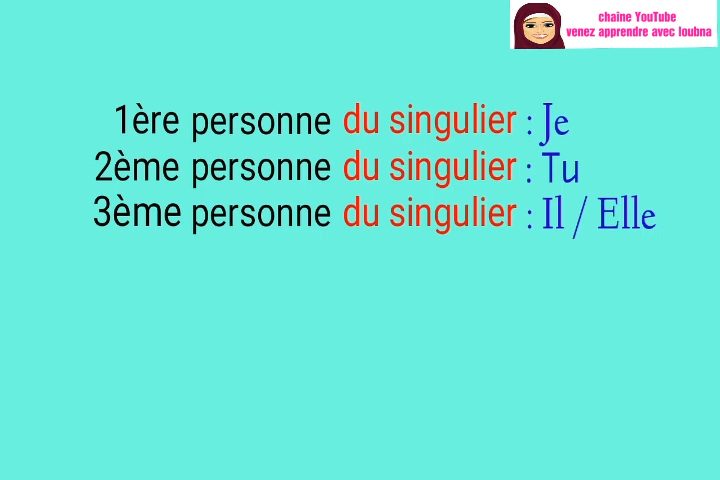 chaine YouTube
venez apprendre avec loubna
1ère personne du singulier : Je
2ème personne du singulier : Tu
3ème personne du singulier : Il / Elle